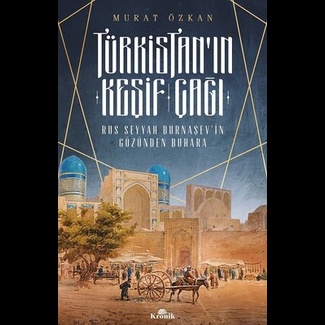 MURAT ÖZKAN
TÜRKİSTAN'IN
KEŞİF ÇAĞI
RUS SEYYAH BURNAŞEV'İN
GÖZÜNDEN BUHARA
Kronik